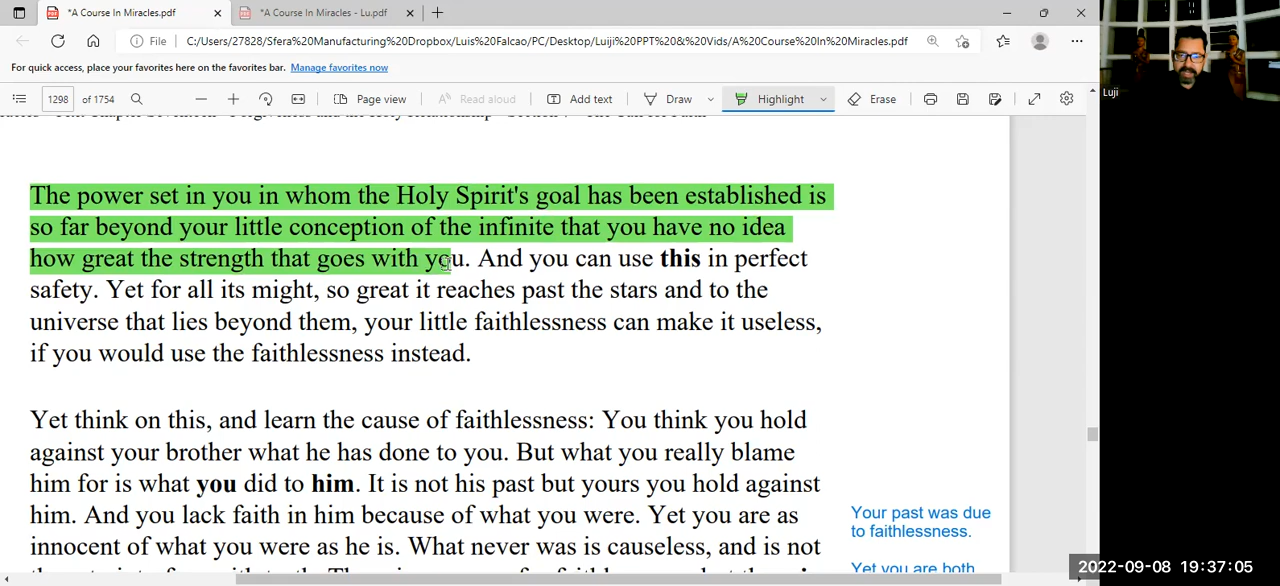 *A Course In Miracles.pdf
*A Course In Miracles - Lu.pdf
File
C:/Users/27828/Sfera%20Manufacturing%20Dropbox/Luis%20Falcao/PC/Desktop/Luiji%20PPT%20&%20Vids/A%20Course%20In%20Miracles.pdf
For quick access, place your favorites here on the favorites bar. Manage favorites now
1298 of 1754
Page view
Read aloud
Add text
Draw
Highlight
Erase
Luji
The power set in you in whom the Holy Spirit's goal has been established is
so far beyond your little conception of the infinite that you have no idea
how great the strength that goes with you. And you can use this in perfect
safety. Yet for all its might, so great it reaches past the stars and to the
universe that lies beyond them, your little faithlessness can make it useless,
if you would use the faithlessness instead.
Yet think on this, and learn the cause of faithlessness: You think you hold
against your brother what he has done to you. But what you really blame
him for is what you did to him. It is not his past but yours you hold against
him. And you lack faith in him because of what you were. Yet you are as
innocent of what you were as he is. What never was is causeless, and is not
Your past was due
to faithlessness.
Yet you are both
2022-09-08 19:37:05